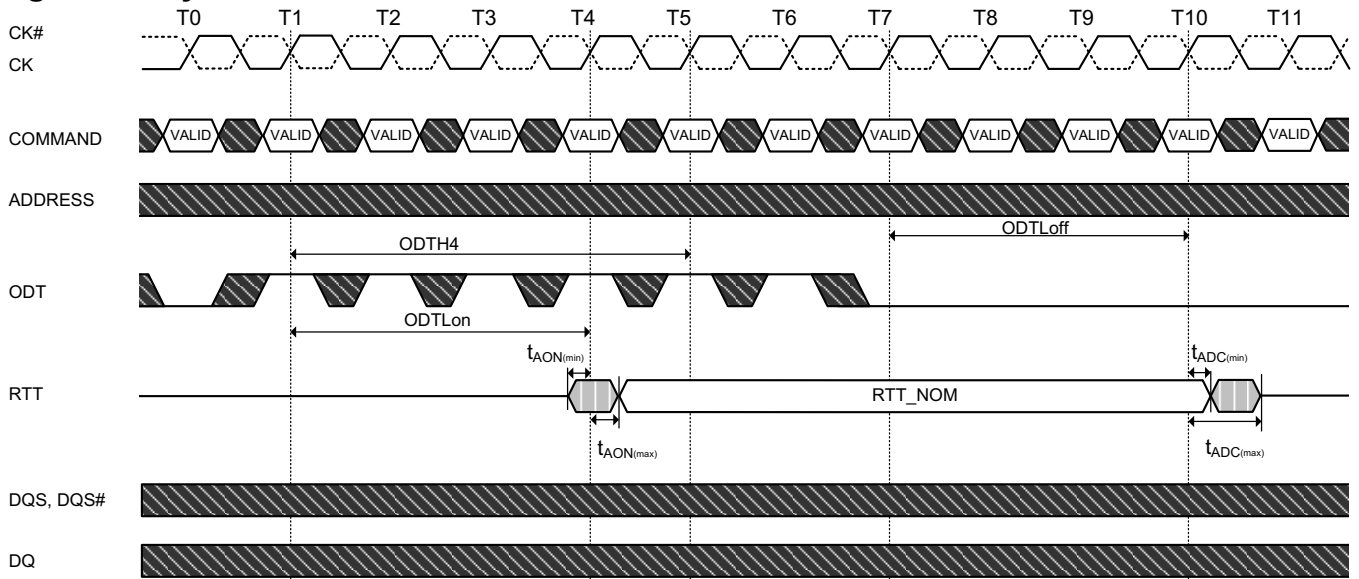 T0 T1 T2 T3 T4 T5 T6 T7 T8 T9 T10 T11
CK#
CK
COMMAND VALID VALID VALID VALID VALID VALID VALID VALID VALID VALID VALID VALID
ADDRESS
ODTLoff
ODTH4
ODT
ODTLon
tAON(min) tADC(min)
RTT RTT_NOM
tAON(max) tADC(max)
DQS, DQS#
DQ